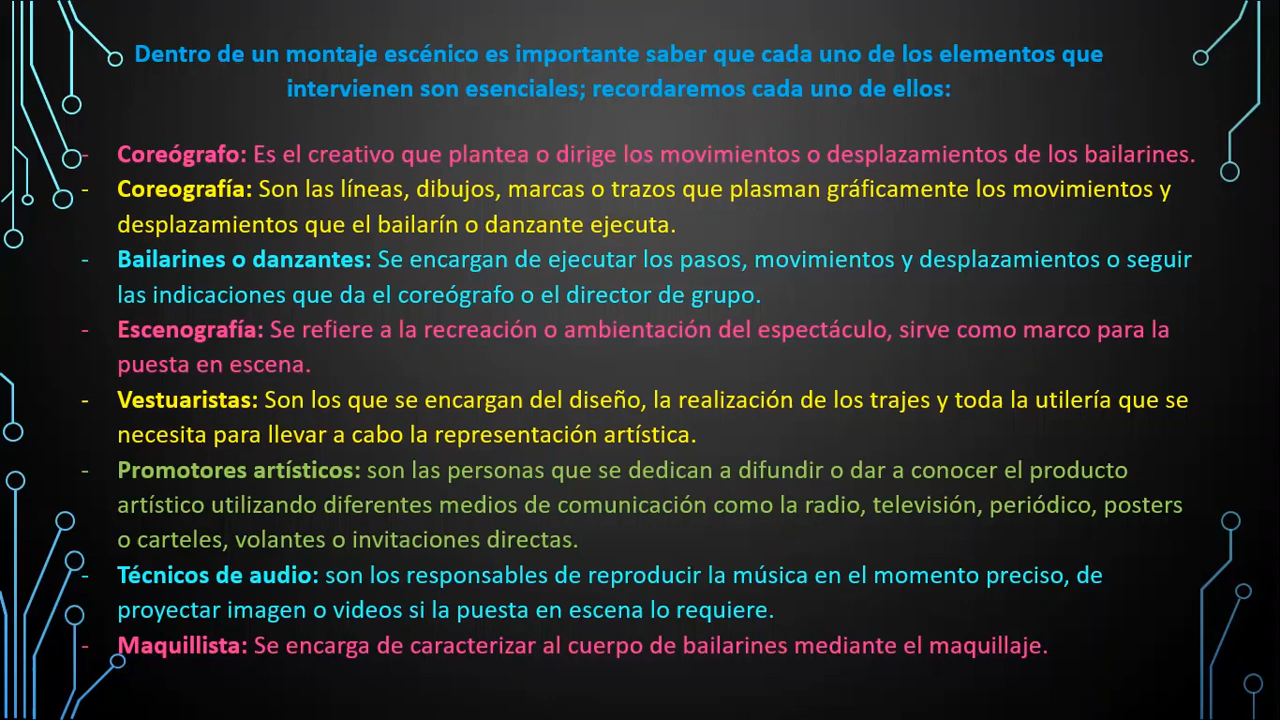 Dentro de un montaje escénico es importante saber que cada uno de los elementos que
intervienen son esenciales; recordaremos cada uno de ellos:
- Coreógrafo: Es el creativo que plantea o dirige los movimientos o desplazamientos de los bailarines.
- Coreografía: Son las líneas, dibujos, marcas o trazos que plasman gráficamente los movimientos y
desplazamientos que el bailarín o danzante ejecuta.
- Bailarines o danzantes: Se encargan de ejecutar los pasos, movimientos y desplazamientos o seguir
las indicaciones que da el coreógrafo o el director de grupo.
- Escenografía: Se refiere a la recreación o ambientación del espectáculo, sirve como marco para la
puesta en escena.
- Vestuaristas: Son los que se encargan del diseño, la realización de los trajes y toda la utilería que se
necesita para llevar a cabo la representación artística.
- Promotores artísticos: son las personas que se dedican a difundir o dar a conocer el producto
artístico utilizando diferentes medios de comunicación como la radio, televisión, periódico, posters
o carteles, volantes o invitaciones directas.
- Técnicos de audio: son los responsables de reproducir la música en el momento preciso, de
proyectar imagen o videos si la puesta en escena lo requiere.
- Maquillista: Se encarga de caracterizar al cuerpo de bailarines mediante el maquillaje.